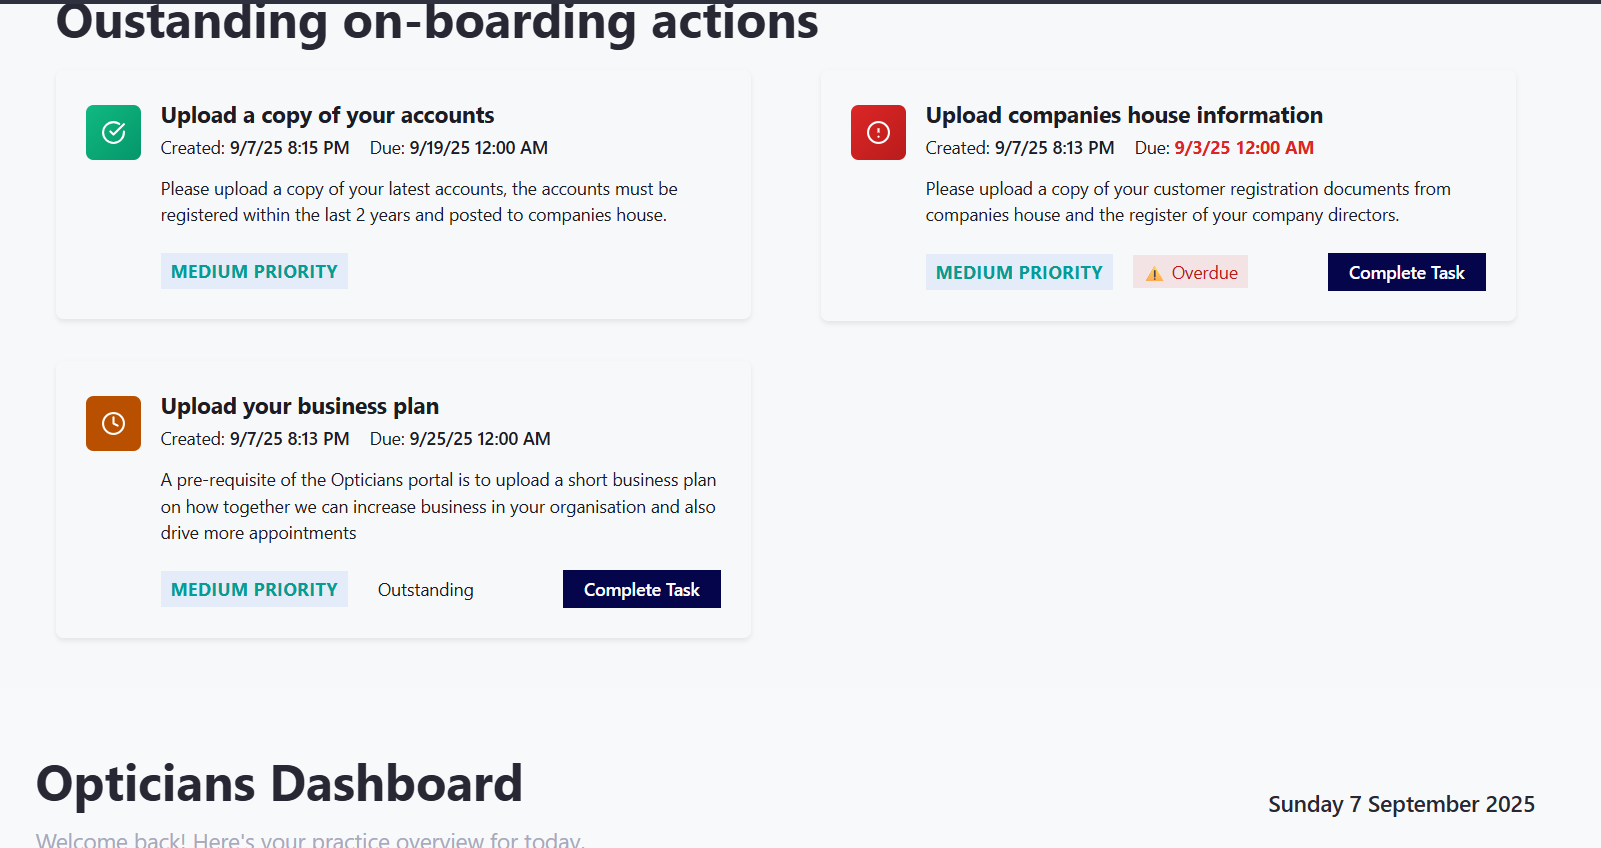 Oustanding on-boarding actions
Upload a copy of your accounts
Created: 9/7/25 8:15 PM Due: 9/19/25 12:00 AM
Please upload a copy of your latest accounts, the accounts must be
registered within the last 2 years and posted to companies house.
MEDIUM PRIORITY
Upload companies house information
Created: 9/7/25 8:13 PM Due: 9/3/25 12:00 AM
Please upload a copy of your customer registration documents from
companies house and the register of your company directors.
MEDIUM PRIORITY ⚠ Overdue Complete Task
Upload your business plan
Created: 9/7/25 8:13 PM Due: 9/25/25 12:00 AM
A pre-requisite of the Opticians portal is to upload a short business plan
on how together we can increase business in your organisation and also
drive more appointments
MEDIUM PRIORITY Outstanding Complete Task
Opticians Dashboard
Sunday 7 September 2025
Welcome back! Here's your practice overview for today.